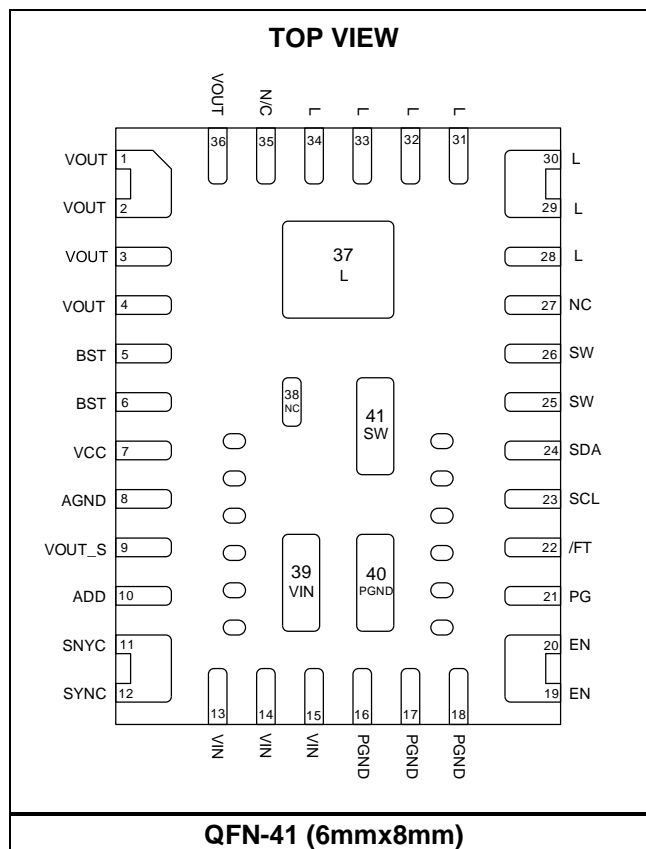 TOP VIEW
VOUT
N/C
L
L
L
L
36
35
34
33
32
31
VOUT 1
VOUT 2
VOUT 3
VOUT 4
BST 5
BST 6
VCC 7
AGND 8
VOUT_S 9
ADD 10
SNYC 11
SYNC 12
30 L
29 L
28 L
27 NC
26 SW
25 SW
24 SDA
23 SCL
22 /FT
21 PG
20 EN
19 EN
37
L
38
NC
41
SW
39
VIN
40
PGND
13
14
15
16
17
18
VIN
VIN
VIN
PGND
PGND
PGND
QFN-41 (6mmx8mm)